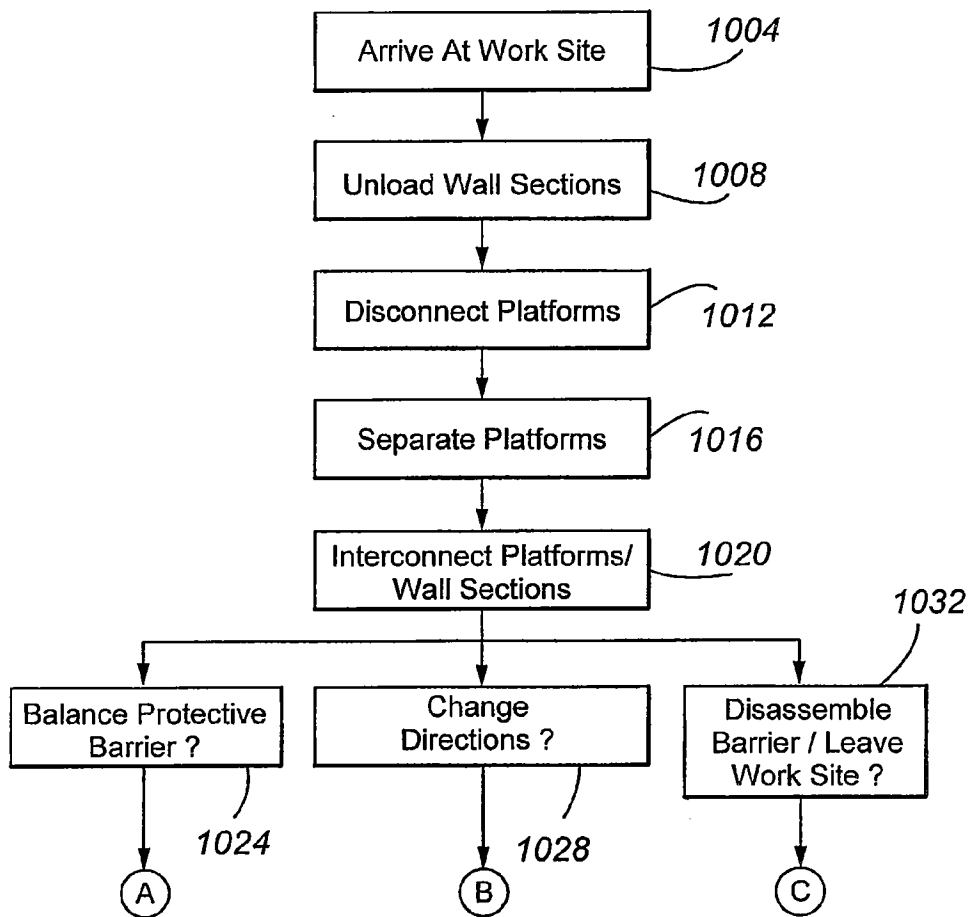 Arrive At Work Site
1004
Unload Wall Sections
1008
Disconnect Platforms
1012
Separate Platforms
1016
Interconnect Platforms/
Wall Sections
1020
1032
Balance Protective
Barrier ?
1024
Change
Directions ?
1028
Disassemble
Barrier / Leave
Work Site ?
A
B
C